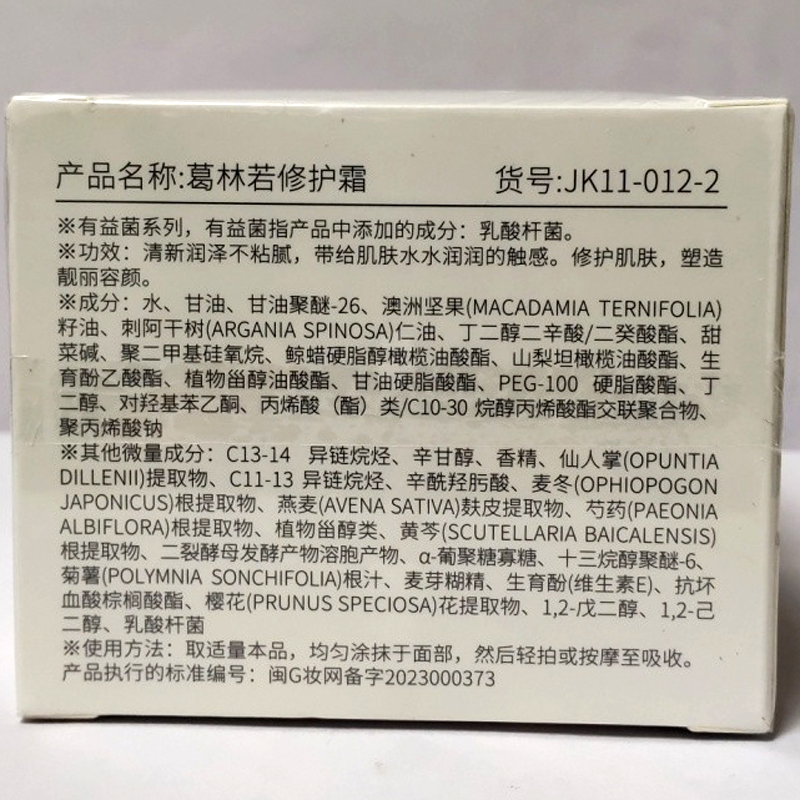 产品名称:葛林若修护霜 货号:JK11-012-2
※有益菌系列，有益菌指产品中添加的成分：乳酸杆菌。
※功效：清新润泽不粘腻，带给肌肤水水润润的触感。修护肌肤，塑造
靓丽容颜。
※成分：水、甘油、甘油聚醚-26、澳洲坚果(MACADAMIA TERNIFOLIA)
籽油、刺阿干树(ARGANIA SPINOSA)仁油、丁二醇二辛酸/二癸酸酯、甜
菜碱、聚二甲基硅氧烷、鲸蜡硬脂醇橄榄油酸酯、山梨坦橄榄油酸酯、生
育酚乙酸酯、植物甾醇油酸酯、甘油硬脂酸酯、PEG-100 硬脂酸酯、丁
二醇、对羟基苯乙酮、丙烯酸（酯）类/C10-30 烷醇丙烯酸酯交联聚合物、
聚丙烯酸钠
※其他微量成分：C13-14 异链烷烃、辛甘醇、香精、仙人掌(OPUNTIA
DILLENII)提取物、C11-13 异链烷烃、辛酰羟肟酸、麦冬(OPHIOPOGON
JAPONICUS)根提取物、燕麦(AVENA SATIVA)麸皮提取物、芍药(PAEONIA
ALBIFLORA)根提取物、植物甾醇类、黄芩(SCUTELLARIA BAICALENSIS)
根提取物、二裂酵母发酵产物溶胞产物、α-葡聚糖寡糖、十三烷醇聚醚-6、
菊薯(POLYMNIA SONCHIFOLIA)根汁、麦芽糊精、生育酚(维生素E)、抗坏
血酸棕榈酸酯、樱花(PRUNUS SPECIOSA)花提取物、1,2-戊二醇、1,2-己
二醇、乳酸杆菌
※使用方法：取适量本品，均匀涂抹于面部，然后轻拍或按摩至吸收。
产品执行的标准编号：闽G妆网备字2023000373